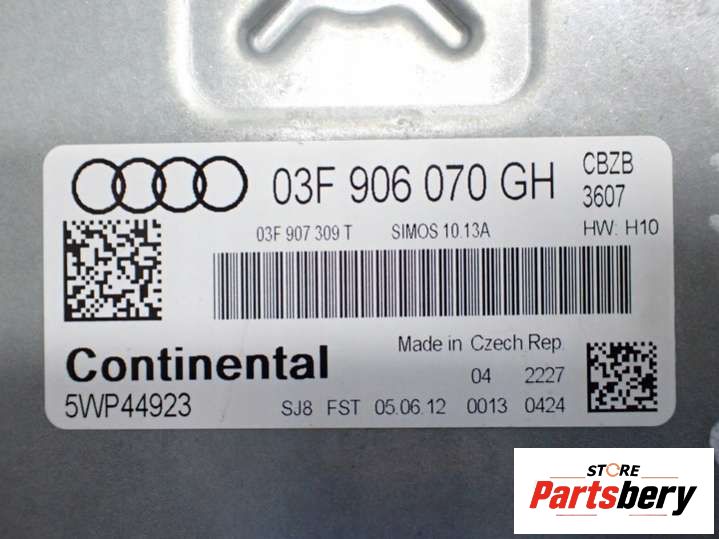 03F 906 070 GH
CBZB
3607
03F 907 309 T SIMOS 10.13A HW: H10
Continental
Made in Czech Rep.
04 2227
5WP44923
SJ8 FST 05.06.12 0013 0424
STORE
Partsbery